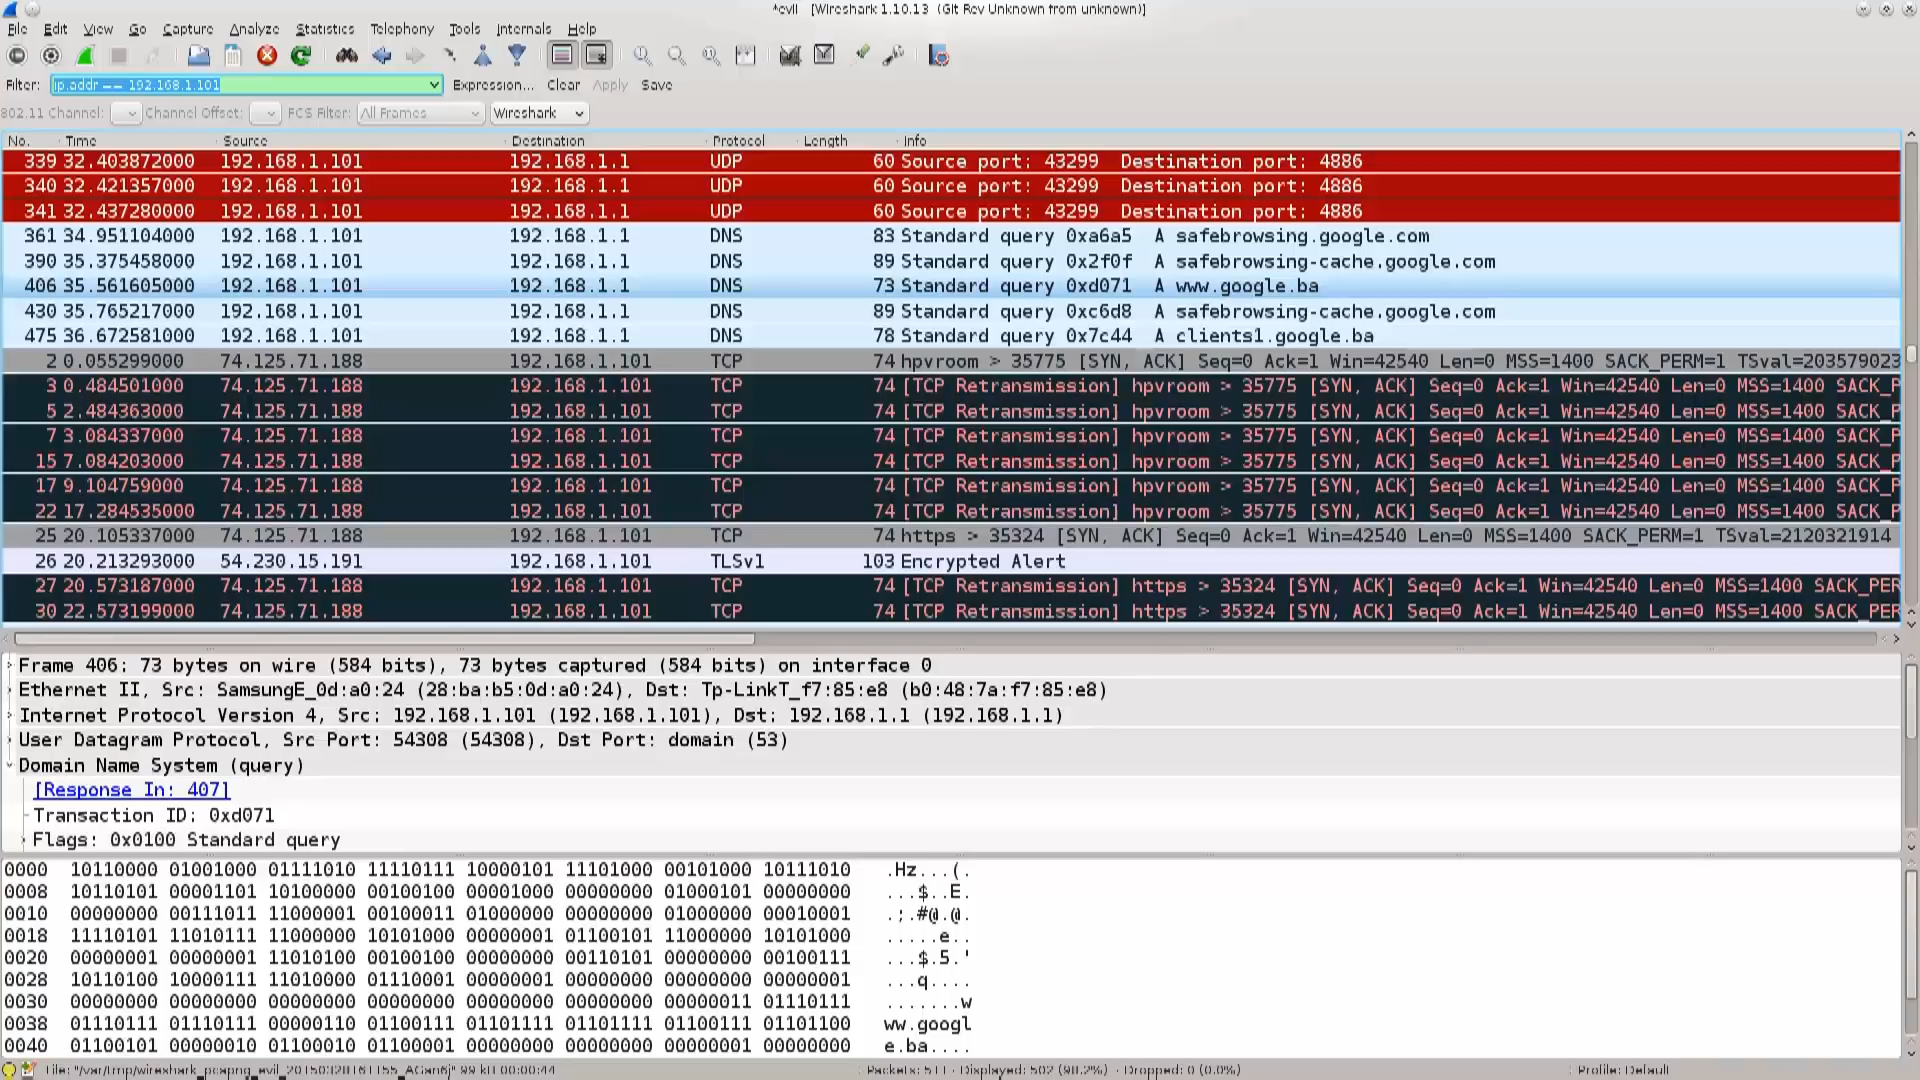 *evil [Wireshark 1.10.13 (Git Rev Unknown from unknown)]
File Edit View Go Capture Analyze Statistics Telephony Tools Internals Help
Filter: ip.addr == 192.168.1.101 Expression... Clear Apply Save
802.11 Channel: Channel Offset: FCS Filter: All Frames Wireshark
No. Time Source Destination Protocol Length Info
339 32.403872000 192.168.1.101 192.168.1.1 UDP 60 Source port: 43299 Destination port: 4886
340 32.421357000 192.168.1.101 192.168.1.1 UDP 60 Source port: 43299 Destination port: 4886
341 32.437280000 192.168.1.101 192.168.1.1 UDP 60 Source port: 43299 Destination port: 4886
361 34.951104000 192.168.1.101 192.168.1.1 DNS 83 Standard query 0xa6a5 A safebrowsing.google.com
390 35.375458000 192.168.1.101 192.168.1.1 DNS 89 Standard query 0x2f0f A safebrowsing-cache.google.com
406 35.561605000 192.168.1.101 192.168.1.1 DNS 73 Standard query 0xd071 A www.google.ba
430 35.765217000 192.168.1.101 192.168.1.1 DNS 89 Standard query 0xc6d8 A safebrowsing-cache.google.com
475 36.672581000 192.168.1.101 192.168.1.1 DNS 78 Standard query 0x7c44 A clients1.google.ba
2 0.055299000 74.125.71.188 192.168.1.101 TCP 74 hpvroom > 35775 [SYN, ACK] Seq=0 Ack=1 Win=42540 Len=0 MSS=1400 SACK_PERM=1 TSval=203579023
3 0.484501000 74.125.71.188 192.168.1.101 TCP 74 [TCP Retransmission] hpvroom > 35775 [SYN, ACK] Seq=0 Ack=1 Win=42540 Len=0 MSS=1400 SACK_P
5 2.484363000 74.125.71.188 192.168.1.101 TCP 74 [TCP Retransmission] hpvroom > 35775 [SYN, ACK] Seq=0 Ack=1 Win=42540 Len=0 MSS=1400 SACK_P
7 3.084337000 74.125.71.188 192.168.1.101 TCP 74 [TCP Retransmission] hpvroom > 35775 [SYN, ACK] Seq=0 Ack=1 Win=42540 Len=0 MSS=1400 SACK_P
15 7.084203000 74.125.71.188 192.168.1.101 TCP 74 [TCP Retransmission] hpvroom > 35775 [SYN, ACK] Seq=0 Ack=1 Win=42540 Len=0 MSS=1400 SACK_P
17 9.104759000 74.125.71.188 192.168.1.101 TCP 74 [TCP Retransmission] hpvroom > 35775 [SYN, ACK] Seq=0 Ack=1 Win=42540 Len=0 MSS=1400 SACK_P
22 17.284535000 74.125.71.188 192.168.1.101 TCP 74 [TCP Retransmission] hpvroom > 35775 [SYN, ACK] Seq=0 Ack=1 Win=42540 Len=0 MSS=1400 SACK_P
25 20.105337000 74.125.71.188 192.168.1.101 TCP 74 https > 35324 [SYN, ACK] Seq=0 Ack=1 Win=42540 Len=0 MSS=1400 SACK_PERM=1 TSval=2120321914
26 20.213293000 54.230.15.191 192.168.1.101 TLSv1 103 Encrypted Alert
27 20.573187000 74.125.71.188 192.168.1.101 TCP 74 [TCP Retransmission] https > 35324 [SYN, ACK] Seq=0 Ack=1 Win=42540 Len=0 MSS=1400 SACK_PER
30 22.573199000 74.125.71.188 192.168.1.101 TCP 74 [TCP Retransmission] https > 35324 [SYN, ACK] Seq=0 Ack=1 Win=42540 Len=0 MSS=1400 SACK_PER
Frame 406: 73 bytes on wire (584 bits), 73 bytes captured (584 bits) on interface 0
Ethernet II, Src: SamsungE_0d:a0:24 (28:ba:b5:0d:a0:24), Dst: Tp-LinkT_f7:85:e8 (b0:48:7a:f7:85:e8)
Internet Protocol Version 4, Src: 192.168.1.101 (192.168.1.101), Dst: 192.168.1.1 (192.168.1.1)
User Datagram Protocol, Src Port: 54308 (54308), Dst Port: domain (53)
Domain Name System (query)
[Response In: 407]
Transaction ID: 0xd071
Flags: 0x0100 Standard query
0000 10110000 01001000 01111010 11110111 10000101 11101000 00101000 10111010 .Hz...(.
0008 10110101 00001101 10100000 00100100 00001000 00000000 01000101 00000000 ...$..E.
0010 00000000 00111011 11000001 00100011 01000000 00000000 01000000 00010001 .;.#@.@.
0018 11110101 11010111 11000000 10101000 00000001 01100101 11000000 10101000 .....e..
0020 00000001 00000001 11010100 00100100 00000000 00110101 00000000 00100111 ...$.5.'
0028 10110100 10000111 11010000 01110001 00000001 00000000 00000000 00000001 ...q....
0030 00000000 00000000 00000000 00000000 00000000 00000000 00000011 01110111 .......w
0038 01110111 01110111 00000110 01100111 01101111 01101111 01100111 01101100 ww.googl
0040 01100101 00000010 01100010 01100001 00000000 00000000 00000001 00000000 e.ba....
File: "/var/tmp/wireshark_pcapng_evil_20150328161155_AGan6j" 99 kB 00:00:44 Packets: 511 · Displayed: 502 (98.2%) · Dropped: 0 (0.0%) Profile: Default